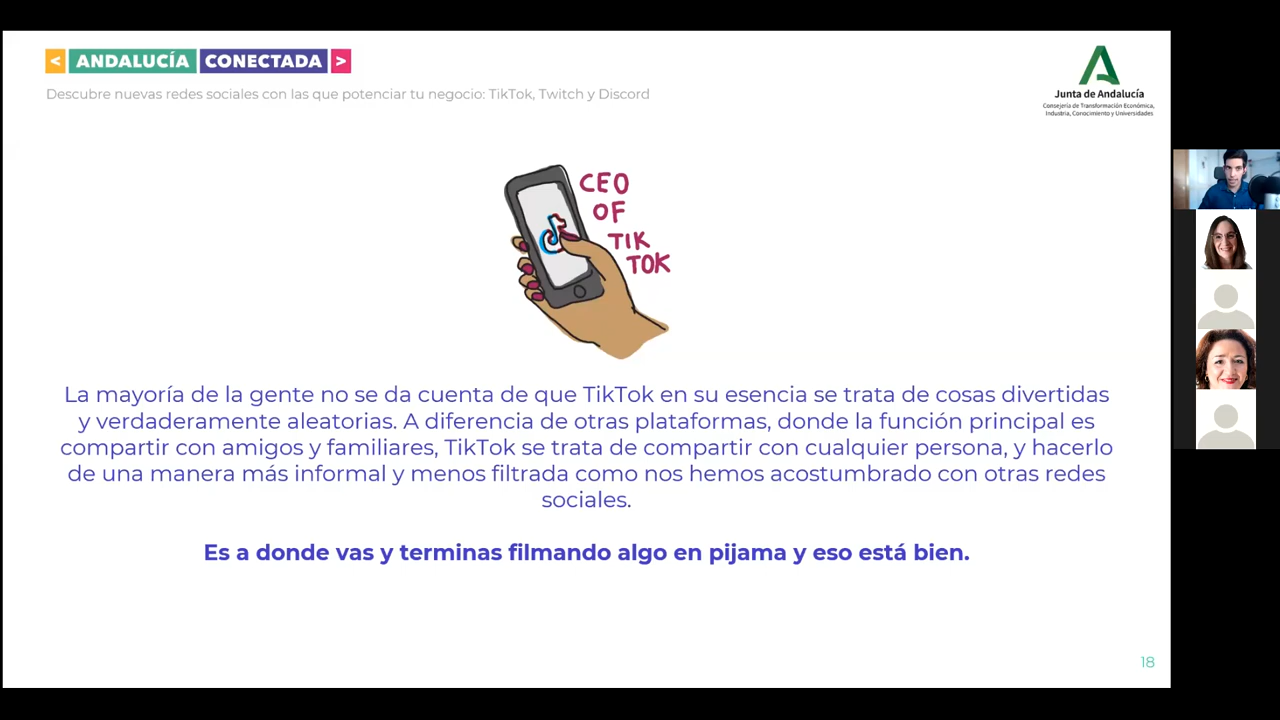 < ANDALUCÍA CONECTADA >
Descubre nuevas redes sociales con las que potenciar tu negocio: TikTok, Twitch y Discord
Junta de Andalucía
Consejería de Transformación Económica,
Industria, Conocimiento y Universidades
CEO
OF
TIK
TOK
La mayoría de la gente no se da cuenta de que TikTok en su esencia se trata de cosas divertidas
y verdaderamente aleatorias. A diferencia de otras plataformas, donde la función principal es
compartir con amigos y familiares, TikTok se trata de compartir con cualquier persona, y hacerlo
de una manera más informal y menos filtrada como nos hemos acostumbrado con otras redes
sociales.
Es a donde vas y terminas filmando algo en pijama y eso está bien.
18